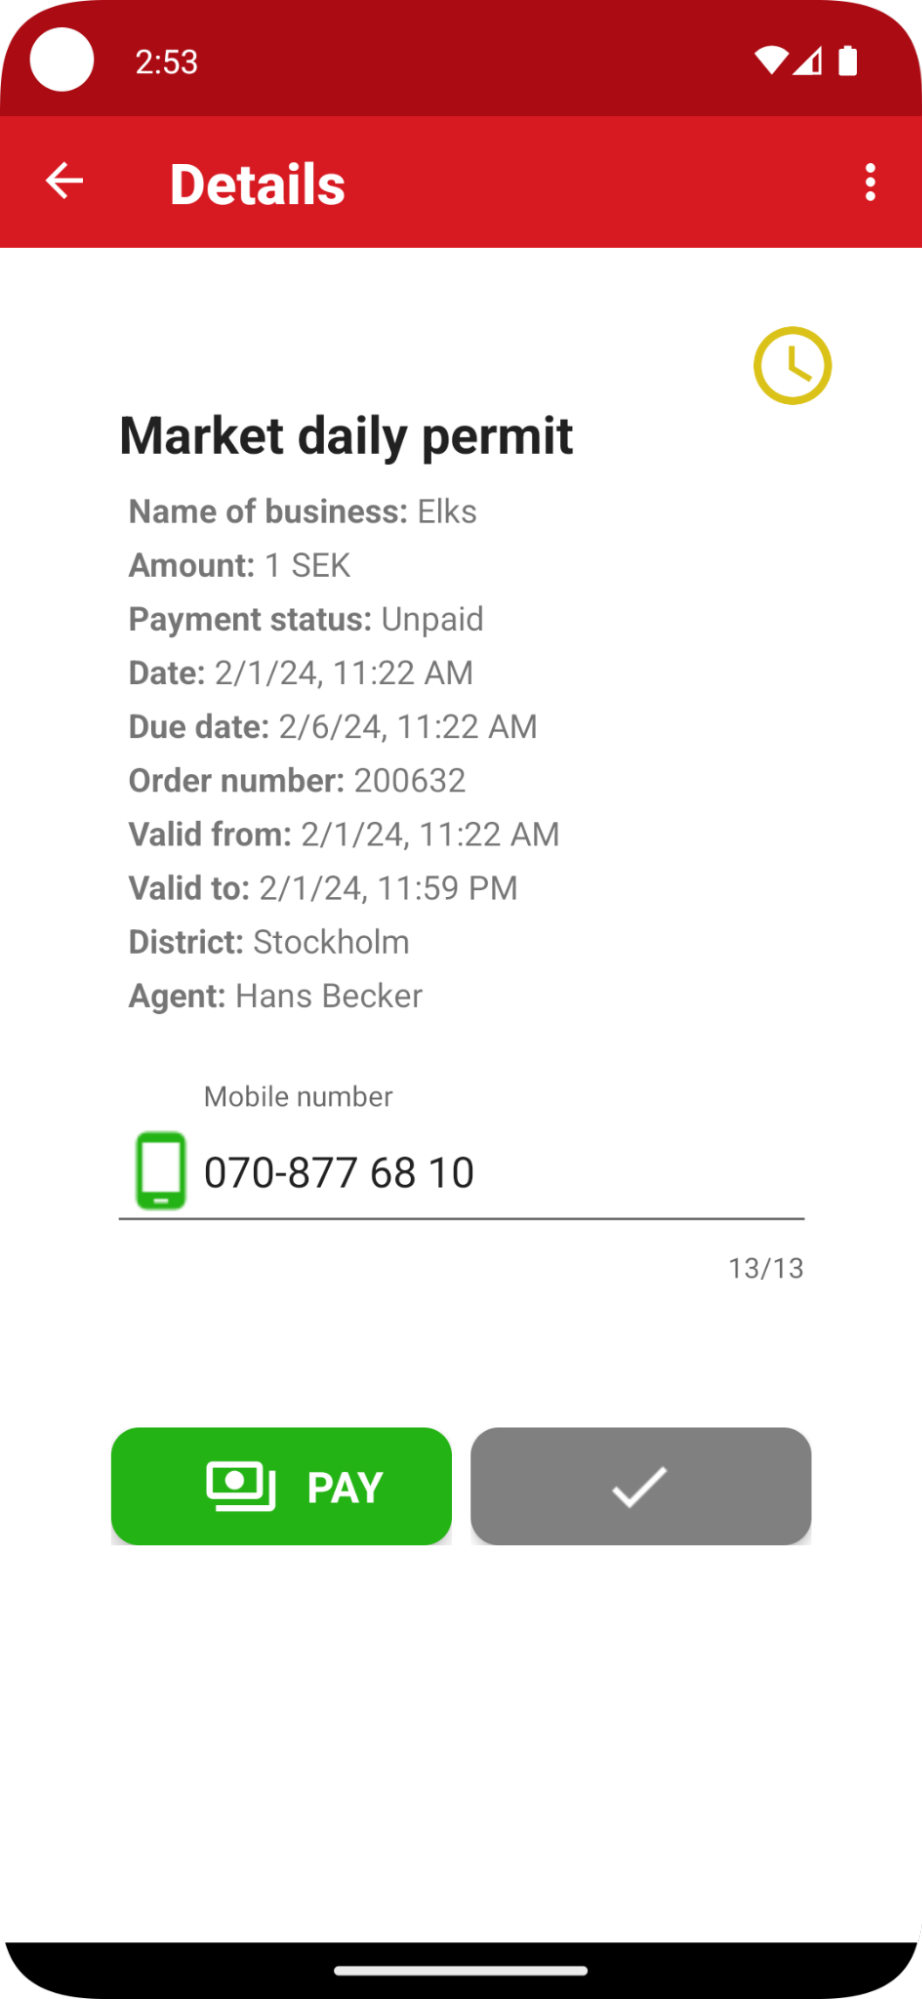 2:53
Details
Market daily permit
Name of business: Elks
Amount: 1 SEK
Payment status: Unpaid
Date: 2/1/24, 11:22 AM
Due date: 2/6/24, 11:22 AM
Order number: 200632
Valid from: 2/1/24, 11:22 AM
Valid to: 2/1/24, 11:59 PM
District: Stockholm
Agent: Hans Becker
Mobile number
070-877 68 10
13/13
PAY